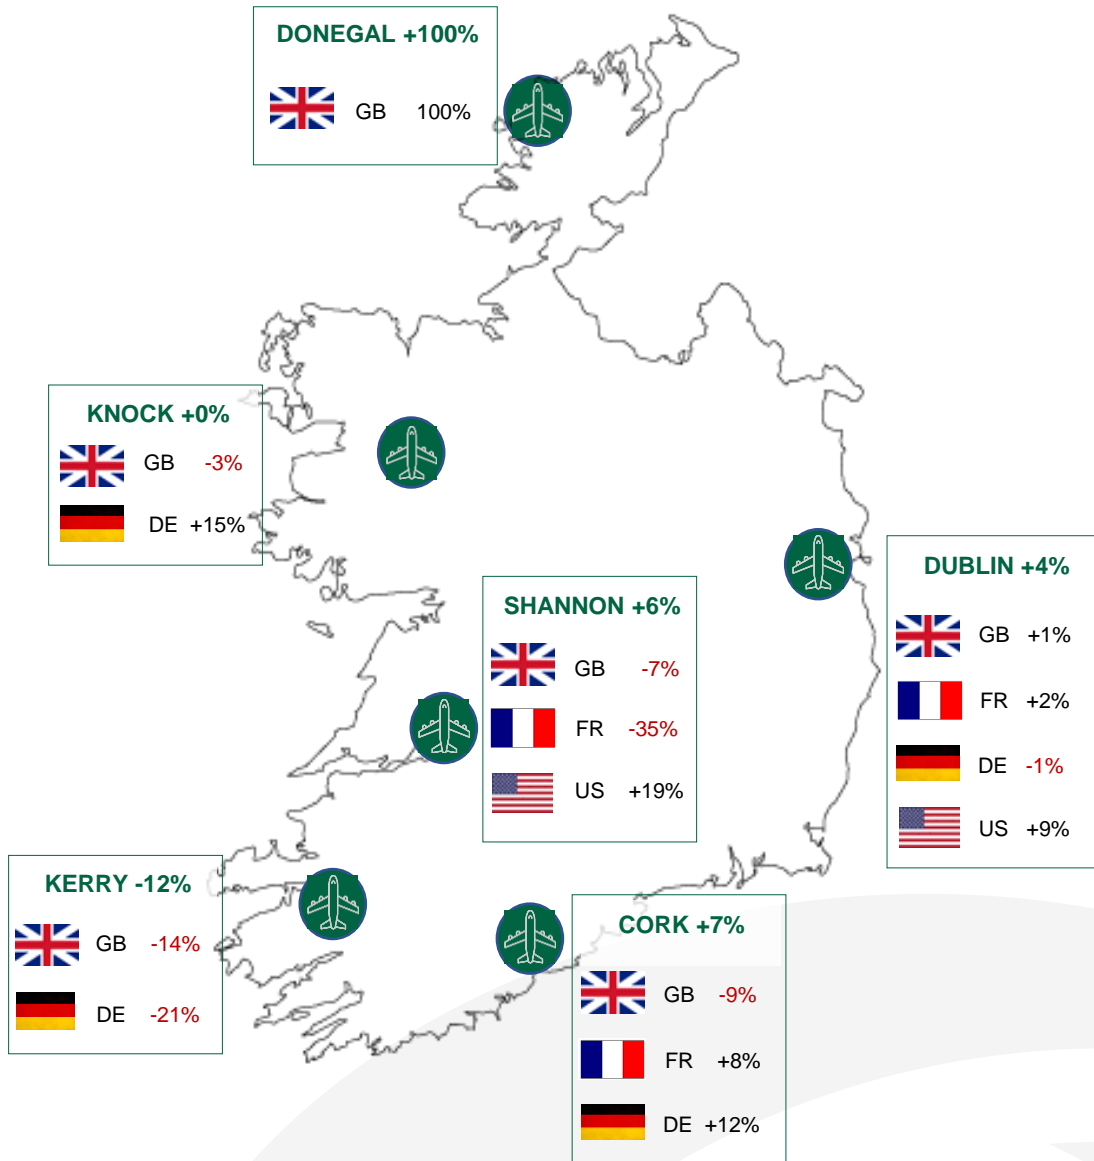 DONEGAL +100%
GB 100%
KNOCK +0%
GB -3%
DE +15%
SHANNON +6%
GB -7%
FR -35%
US +19%
DUBLIN +4%
GB +1%
FR +2%
DE -1%
US +9%
KERRY -12%
GB -14%
DE -21%
CORK +7%
GB -9%
FR +8%
DE +12%